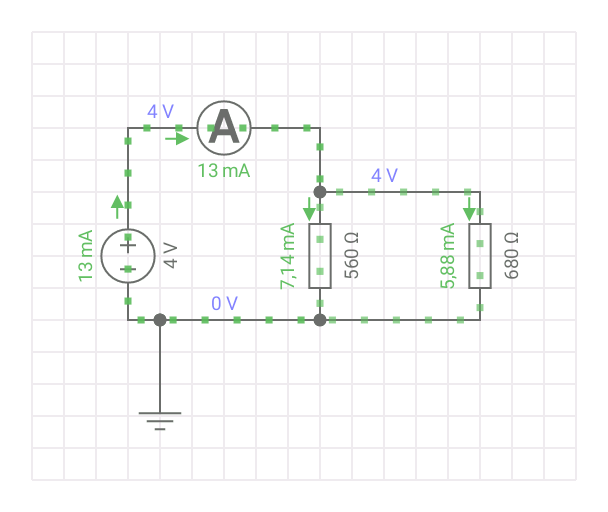 4 V
A
13 mA
4 V
13 mA
4 V
7,14 mA
560 Ω
5,88 mA
680 Ω
0 V